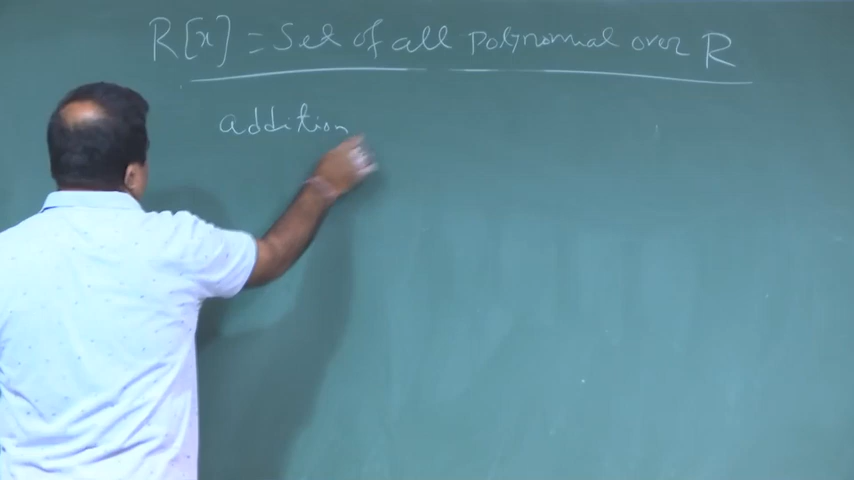 R[x] = Set of all polynomial over R
addition